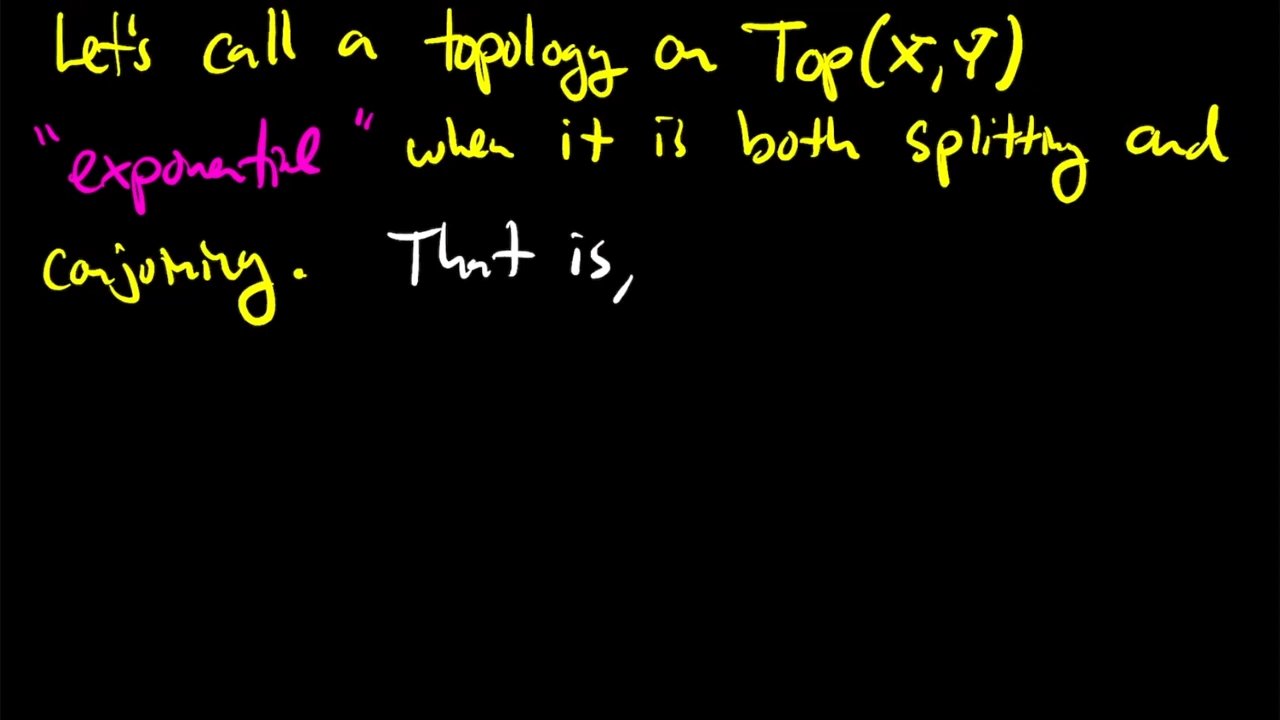 Let's call a topology on Top(X,Y)
"exponential" when it is both splitting and
conjoining. That is,